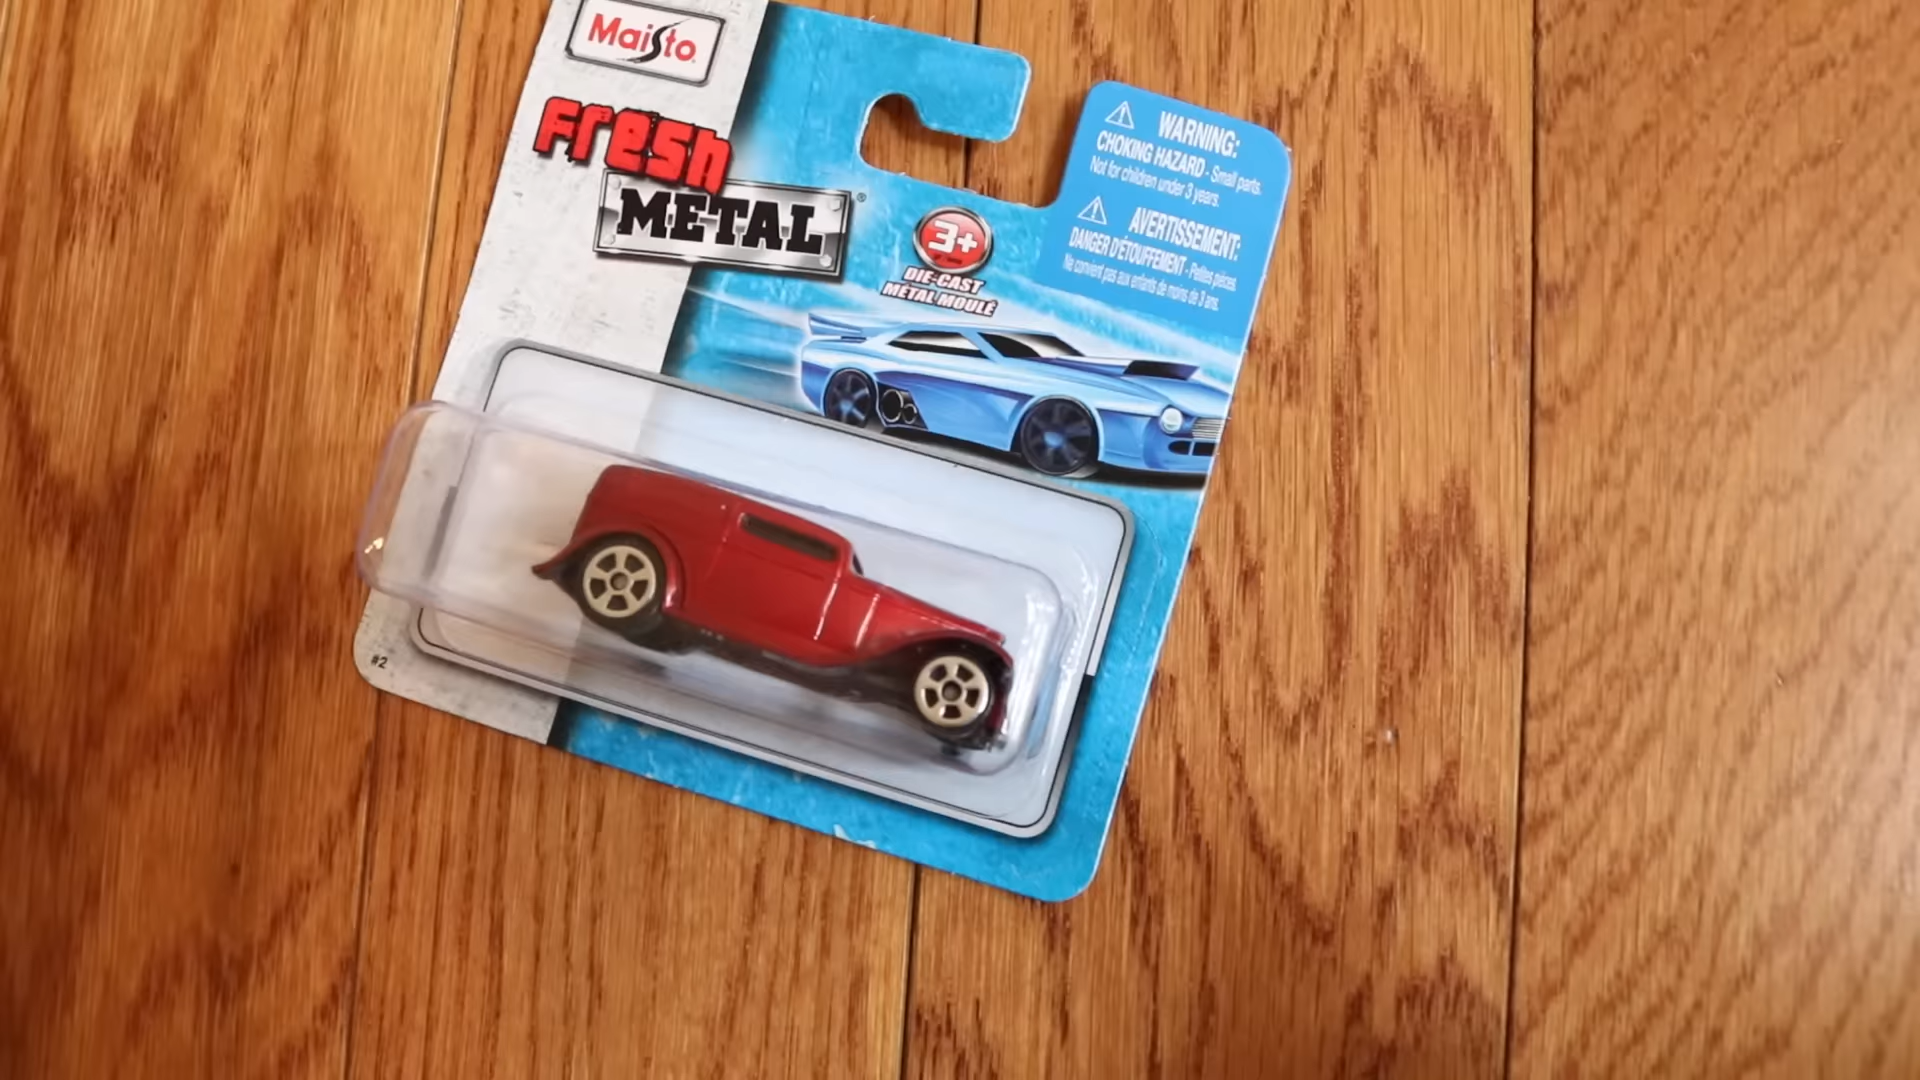 Maisto
Fresh
METAL®
3+
DIE-CAST
MÉTAL MOULÉ
WARNING:
CHOKING HAZARD - Small parts.
Not for children under 3 years.
AVERTISSEMENT:
DANGER D'ÉTOUFFEMENT - Petites pièces.
Ne convient pas aux enfants de moins de 3 ans.
#2